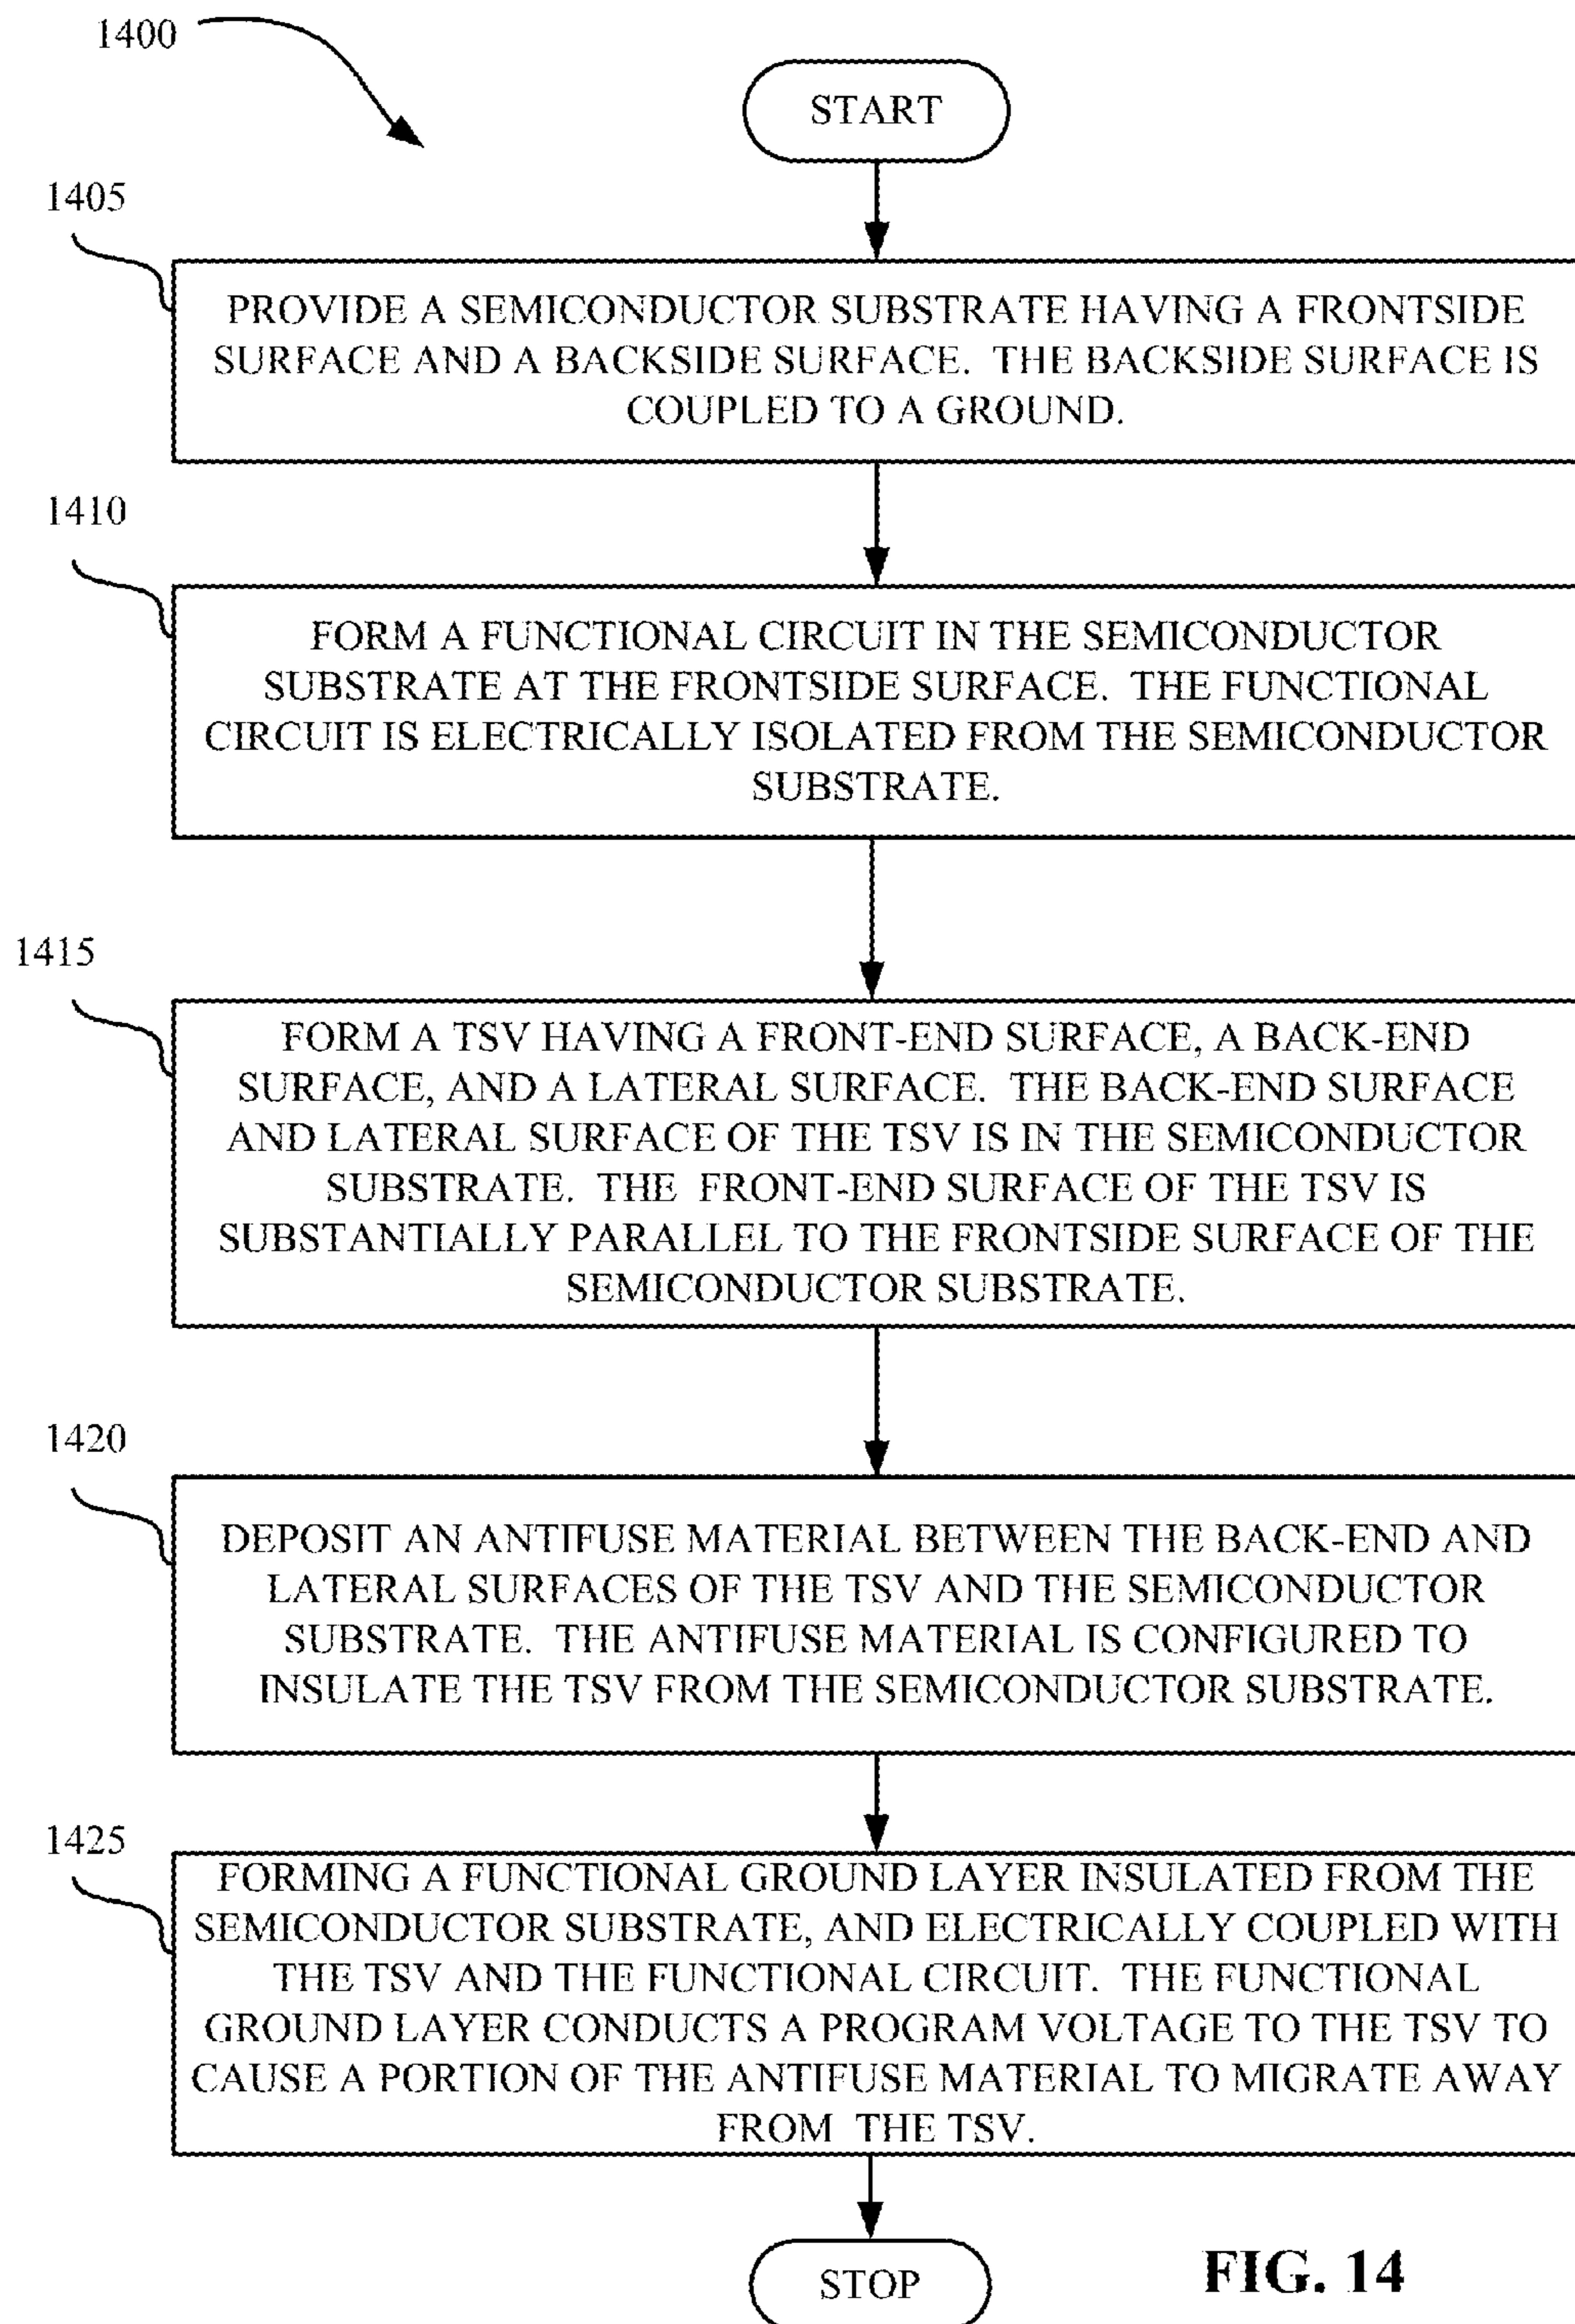 1400
START
1405
PROVIDE A SEMICONDUCTOR SUBSTRATE HAVING A FRONTSIDE
SURFACE AND A BACKSIDE SURFACE. THE BACKSIDE SURFACE IS
COUPLED TO A GROUND.
1410
FORM A FUNCTIONAL CIRCUIT IN THE SEMICONDUCTOR
SUBSTRATE AT THE FRONTSIDE SURFACE. THE FUNCTIONAL
CIRCUIT IS ELECTRICALLY ISOLATED FROM THE SEMICONDUCTOR
SUBSTRATE.
1415
FORM A TSV HAVING A FRONT-END SURFACE, A BACK-END
SURFACE, AND A LATERAL SURFACE. THE BACK-END SURFACE
AND LATERAL SURFACE OF THE TSV IS IN THE SEMICONDUCTOR
SUBSTRATE. THE FRONT-END SURFACE OF THE TSV IS
SUBSTANTIALLY PARALLEL TO THE FRONTSIDE SURFACE OF THE
SEMICONDUCTOR SUBSTRATE.
1420
DEPOSIT AN ANTIFUSE MATERIAL BETWEEN THE BACK-END AND
LATERAL SURFACES OF THE TSV AND THE SEMICONDUCTOR
SUBSTRATE. THE ANTIFUSE MATERIAL IS CONFIGURED TO
INSULATE THE TSV FROM THE SEMICONDUCTOR SUBSTRATE.
1425
FORMING A FUNCTIONAL GROUND LAYER INSULATED FROM THE
SEMICONDUCTOR SUBSTRATE, AND ELECTRICALLY COUPLED WITH
THE TSV AND THE FUNCTIONAL CIRCUIT. THE FUNCTIONAL
GROUND LAYER CONDUCTS A PROGRAM VOLTAGE TO THE TSV TO
CAUSE A PORTION OF THE ANTIFUSE MATERIAL TO MIGRATE AWAY
FROM THE TSV.
STOP
FIG. 14